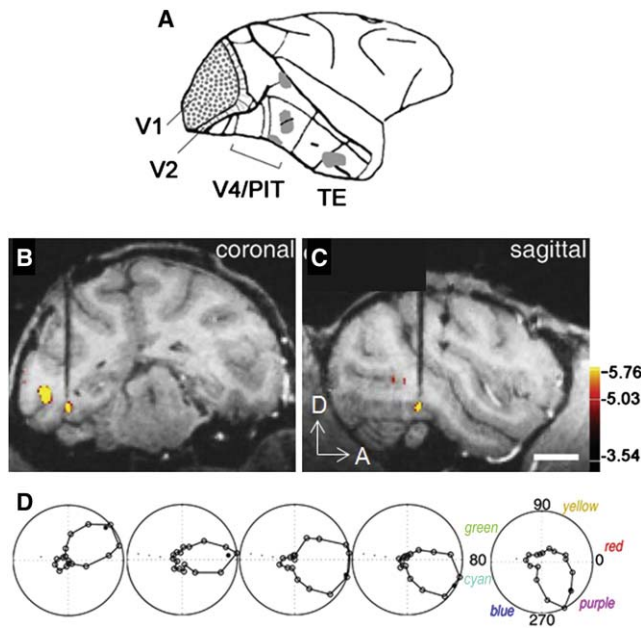 A
V1
V2
V4/PIT
TE
B
coronal
C
sagittal
-5.76
-5.03
-3.54
D
A
D
90
yellow
green
red
80
0
cyan
blue
purple
270